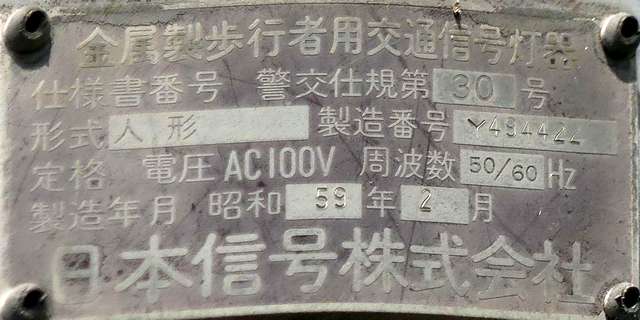 金属製歩行者用交通信号灯器
仕様書番号 警交仕規第 30 号
形式 人形 製造番号 Y494422
定格 電圧 AC100V 周波数 50/60 Hz
製造年月 昭和 59 年 2 月
日本信号株式会社